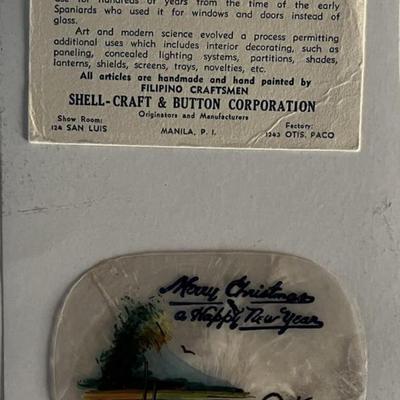 use for hundreds of years from the time of the early
Spaniards who used it for windows and doors instead of
glass.
Art and modern science evolved a process permitting
additional uses which includes interior decorating, such as
paneling, concealed lighting systems, partitions, shades,
lanterns, shields, screens, trays, novelties, etc.
All articles are handmade and hand painted by
FILIPINO CRAFTSMEN
SHELL-CRAFT & BUTTON CORPORATION
Originators and Manufacturers
Show Room:
124 SAN LUIS
MANILA, P. I.
Factory:
1243 OTIS, PACO
Merry Christmas
a Happy New Year